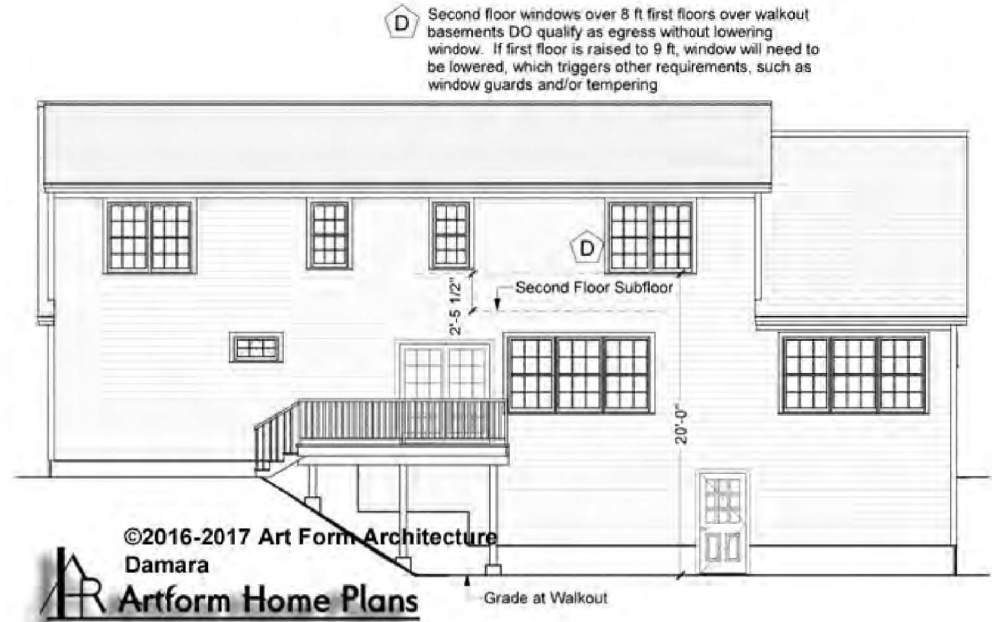 D
Second floor windows over 8 ft first floors over walkout
basements DO qualify as egress without lowering
window. If first floor is raised to 9 ft, window will need to
be lowered, which triggers other requirements, such as
window guards and/or tempering
D
Second Floor Subfloor
2'-5 1/2"
20'-0"
©2016-2017 Art Form Architecture
Damara
Artform Home Plans
Grade at Walkout